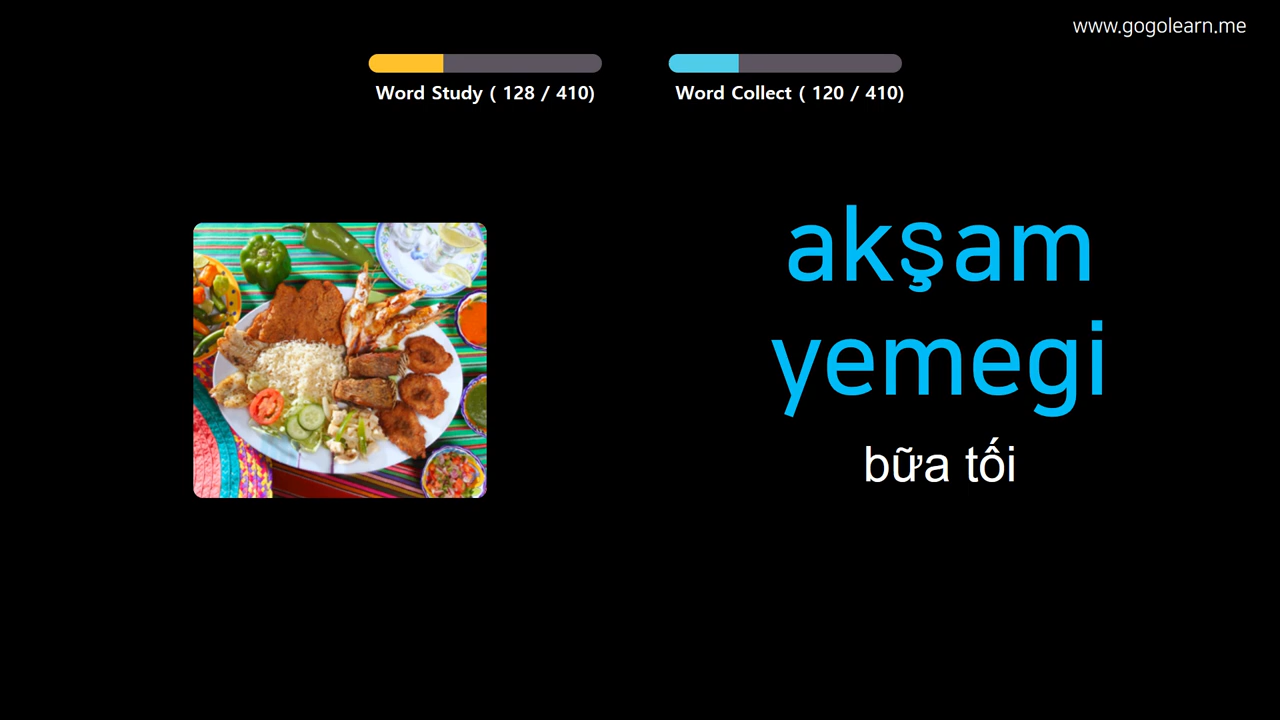 www.gogolearn.me
Word Study ( 128 / 410)
Word Collect ( 120 / 410)
akşam
yemegi
bữa tối